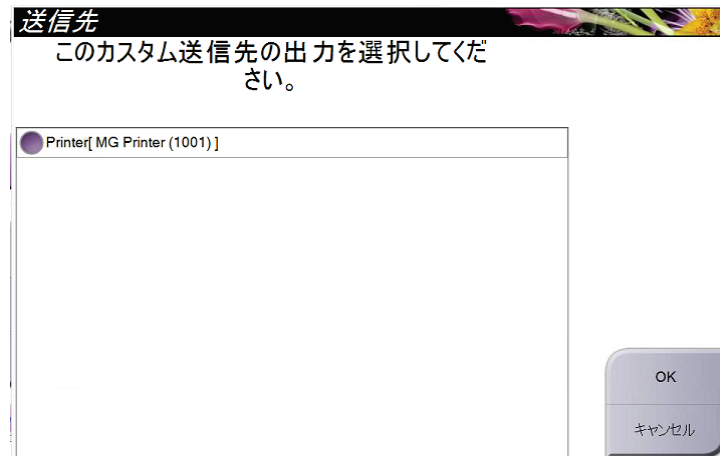 送信先
このカスタム送信先の出力を選択してくだ
さい。
Printer[ MG Printer (1001) ]
OK
キャンセル